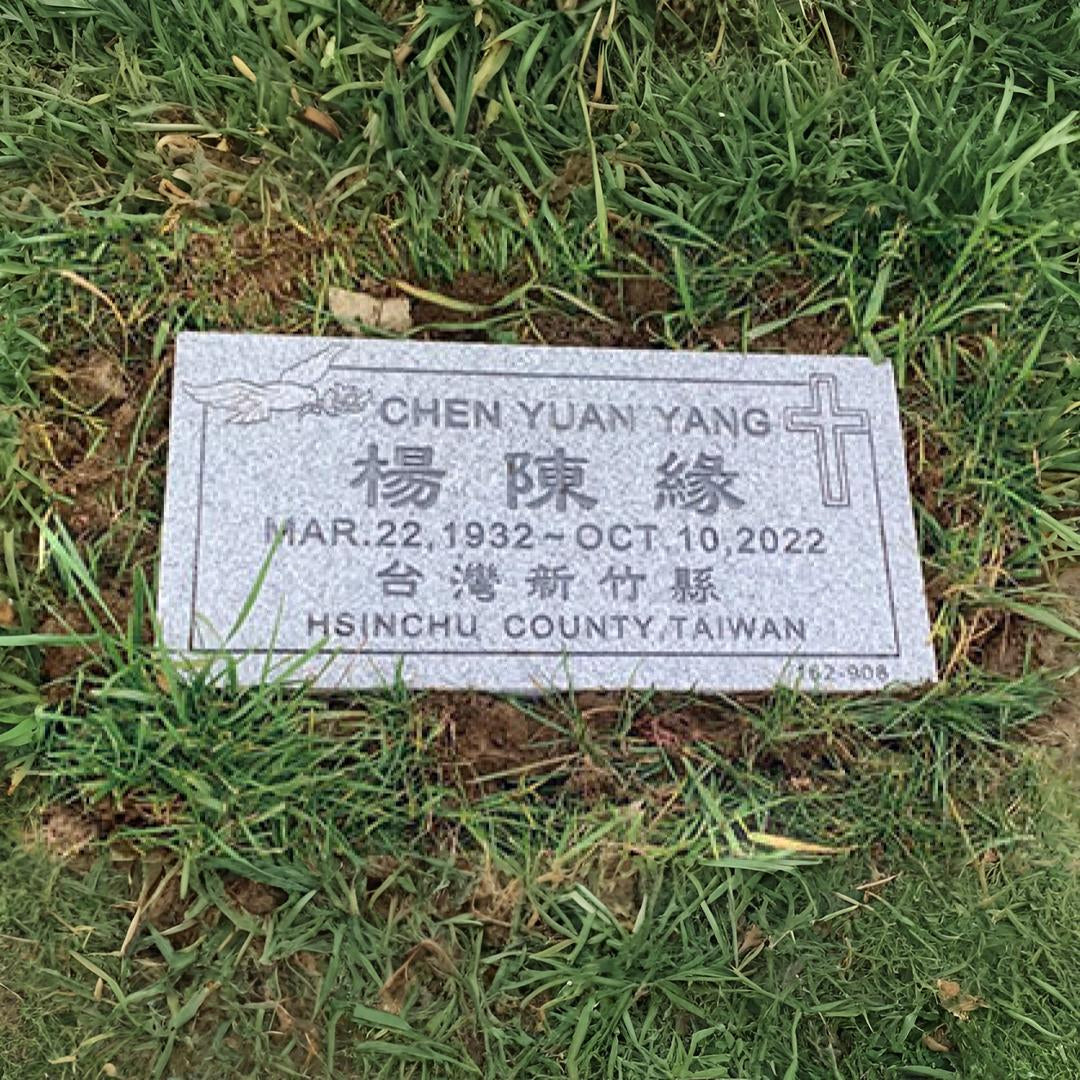 CHEN YUAN YANG
楊 陳 緣
MAR.22,1932~OCT.10,2022
台灣新竹縣
HSINCHU COUNTY,TAIWAN
162-908